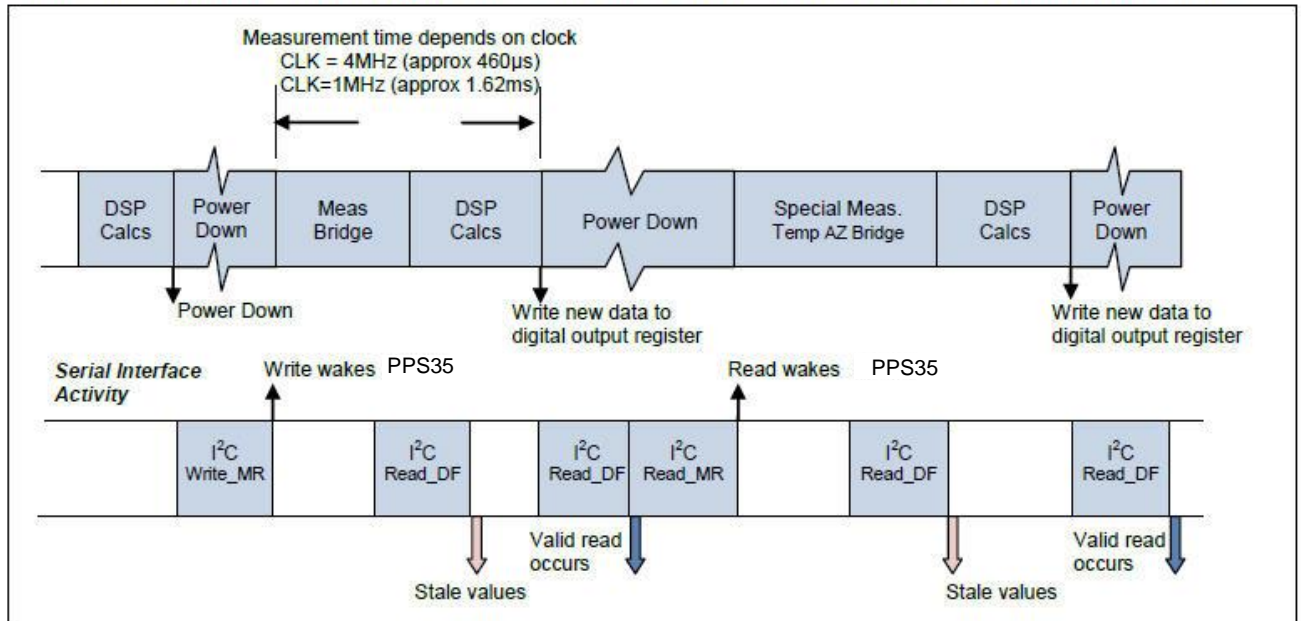 Measurement time depends on clock
CLK = 4MHz (approx 460µs)
CLK=1MHz (approx 1.62ms)
DSP Calcs
Power Down
Meas Bridge
DSP Calcs
Power Down
Special Meas.
Temp AZ Bridge
DSP Calcs
Power Down
Power Down
Write new data to
digital output register
Write new data to
digital output register
Serial Interface
Activity
Write wakes PPS35
Read wakes PPS35
I²C
Write_MR
I²C
Read_DF
I²C
Read_DF
I²C
Read_MR
I²C
Read_DF
I²C
Read_DF
Stale values
Valid read
occurs
Stale values
Valid read
occurs